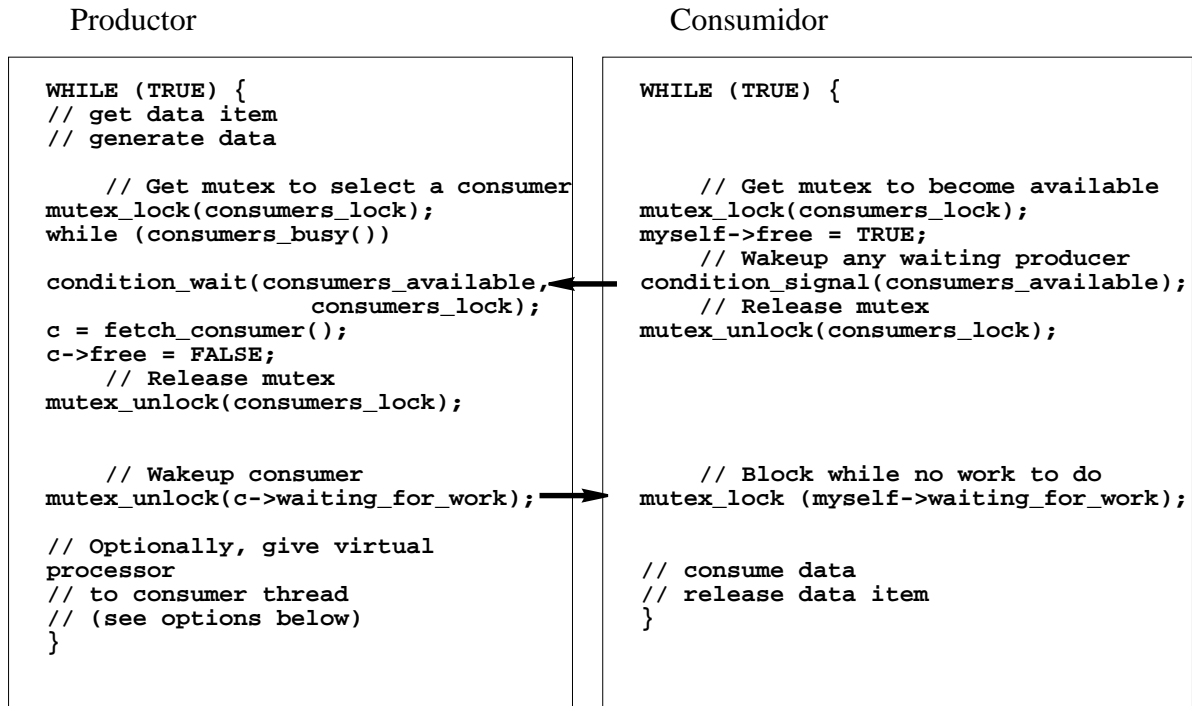 Productor
WHILE (TRUE) {
// get data item
// generate data
// Get mutex to select a consumer
mutex_lock(consumers_lock);
while (consumers_busy())
condition_wait(consumers_available,
consumers_lock);
c = fetch_consumer();
c->free = FALSE;
// Release mutex
mutex_unlock(consumers_lock);
// Wakeup consumer
mutex_unlock(c->waiting_for_work);
// Optionally, give virtual
processor
// to consumer thread
// (see options below)
}
Consumidor
WHILE (TRUE) {
// Get mutex to become available
mutex_lock(consumers_lock);
myself->free = TRUE;
// Wakeup any waiting producer
condition_signal(consumers_available);
// Release mutex
mutex_unlock(consumers_lock);
// Block while no work to do
mutex_lock (myself->waiting_for_work);
// consume data
// release data item
}